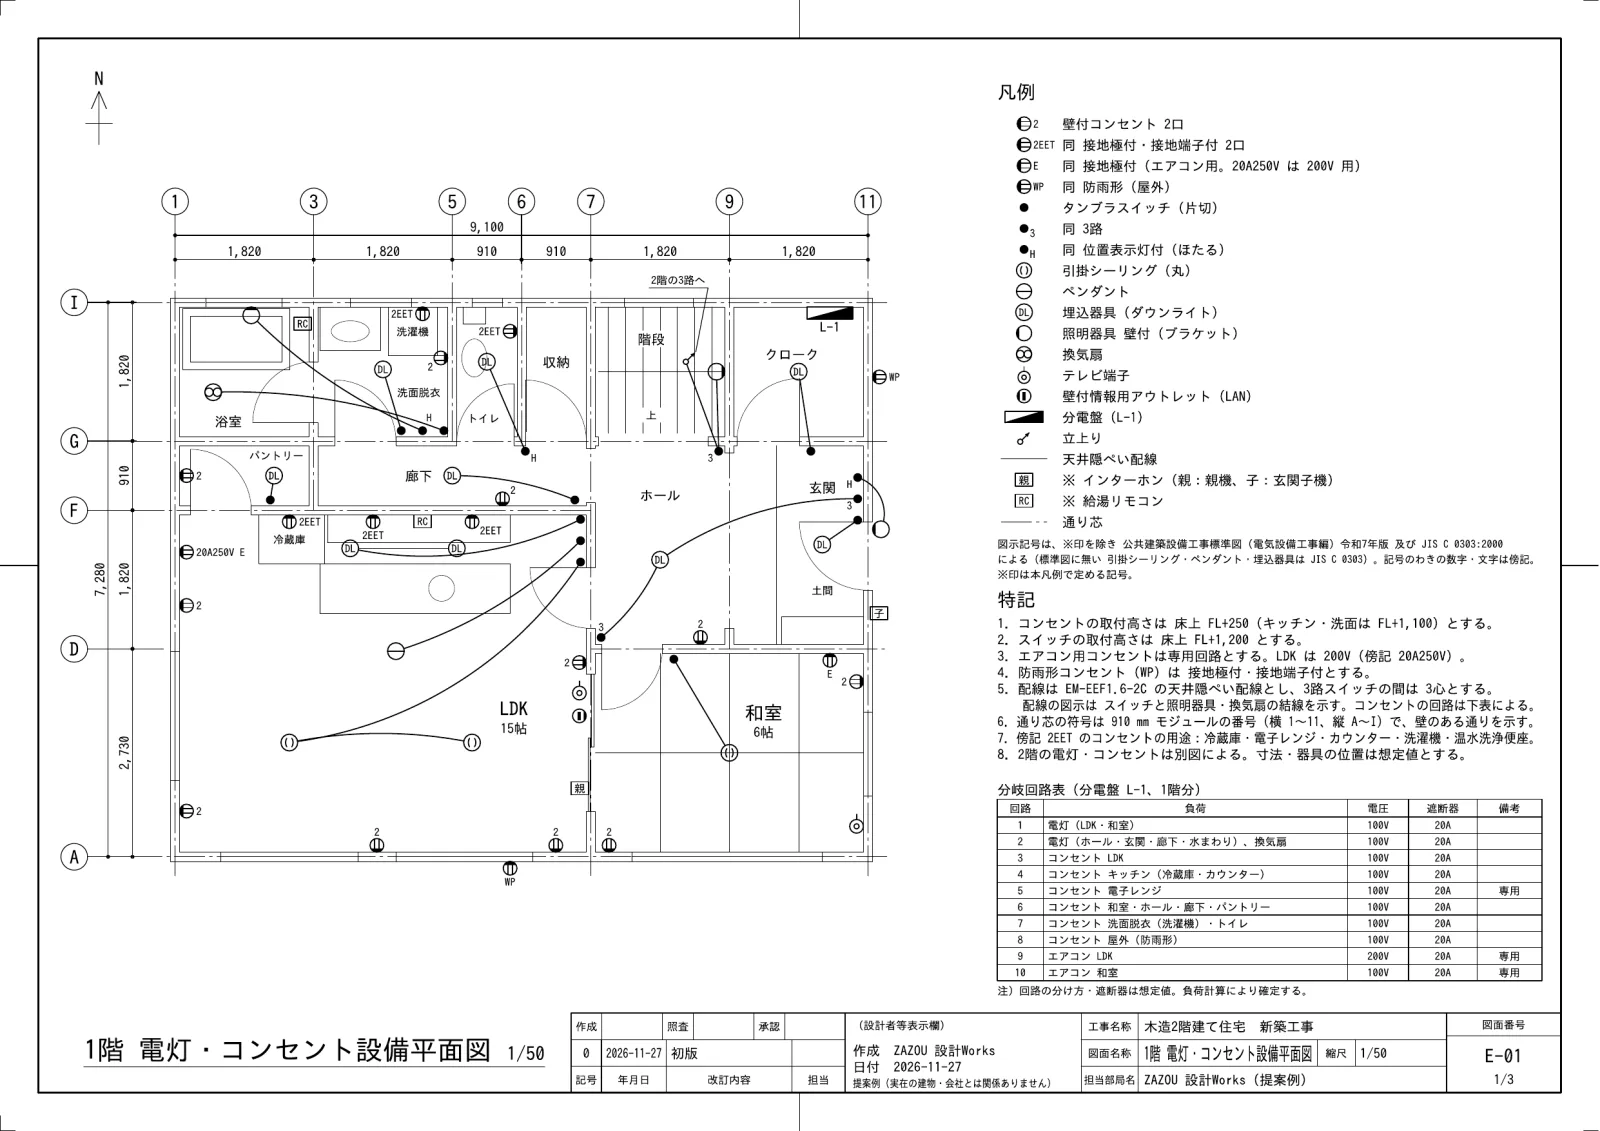 N
凡例
2 壁付コンセント 2口
2EET 同 接地極付・接地端子付 2口
E 同 接地極付（エアコン用。20A250V は 200V 用）
WP 同 防雨形（屋外）
タンブラスイッチ（片切）
3 同 3路
H 同 位置表示灯付（ほたる）
引掛シーリング（丸）
ペンダント
DL 埋込器具（ダウンライト）
照明器具 壁付（ブラケット）
換気扇
テレビ端子
壁付情報用アウトレット（LAN）
分電盤（L-1）
立上り
天井隠ぺい配線
親 ※ インターホン（親：親機、子：玄関子機）
RC ※ 給湯リモコン
通り芯
図示記号は、※印を除き 公共建築設備工事標準図（電気設備工事編）令和7年版 及び JIS C 0303:2000
による（標準図に無い 引掛シーリング・ペンダント・埋込器具は JIS C 0303）。記号のわきの数字・文字は傍記。
※印は本凡例で定める記号。
特記
1. コンセントの取付高さは 床上 FL+250（キッチン・洗面は FL+1,100）とする。
2. スイッチの取付高さは 床上 FL+1,200 とする。
3. エアコン用コンセントは専用回路とする。LDK は 200V（傍記 20A250V）。
4. 防雨形コンセント（WP）は 接地極付・接地端子付とする。
5. 配線は EM-EEF1.6-2C の天井隠ぺい配線とし、3路スイッチの間は 3心とする。
配線の図示は スイッチと照明器具・換気扇の結線を示す。コンセントの回路は下表による。
6. 通り芯の符号は 910 mm モジュールの番号（横 1～11、縦 A～I）で、壁のある通りを示す。
7. 傍記 2EET のコンセントの用途：冷蔵庫・電子レンジ・カウンター・洗濯機・温水洗浄便座。
8. 2階の電灯・コンセントは別図による。寸法・器具の位置は想定値とする。
分岐回路表（分電盤 L-1、1階分）
回路 負荷 電圧 遮断器 備考
1 電灯（LDK・和室） 100V 20A
2 電灯（ホール・玄関・廊下・水まわり）、換気扇 100V 20A
3 コンセント LDK 100V 20A
4 コンセント キッチン（冷蔵庫・カウンター） 100V 20A
5 コンセント 電子レンジ 100V 20A 専用
6 コンセント 和室・ホール・廊下・パントリー 100V 20A
7 コンセント 洗面脱衣（洗濯機）・トイレ 100V 20A
8 コンセント 屋外（防雨形） 100V 20A
9 エアコン LDK 200V 20A 専用
10 エアコン 和室 100V 20A 専用
注）回路の分け方・遮断器は想定値。負荷計算により確定する。
1 3 5 6 7 9 11
9,100
1,820 1,820 910 910 1,820 1,820
2階の3路へ
I
G
F
D
A
1,820
910
1,820
2,730
7,280
RC
2EET
洗濯機
2EET
階段
L-1
クローク
収納
2
DL
DL
DL
WP
洗面脱衣
浴室
H
トイレ
上
パントリー
H
3
2
DL
廊下
DL
2
ホール
玄関
H
3
2EET
冷蔵庫
2EET
RC
2EET
20A250V E
DL
DL
DL
DL
2
土間
子
3
2
2
E
2
LDK
15帖
和室
6帖
親
2
2
2
2
WP
1階 電灯・コンセント設備平面図 1/50
作成 照査 承認
0 2026-11-27 初版
記号 年月日 改訂内容 担当
（設計者等表示欄）
作成 ZAZOU 設計Works
日付 2026-11-27
提案例（実在の建物・会社とは関係ありません）
工事名称 木造2階建て住宅 新築工事
図面名称 1階 電灯・コンセント設備平面図 縮尺 1/50
担当部局名 ZAZOU 設計Works（提案例）
図面番号
E-01
1/3